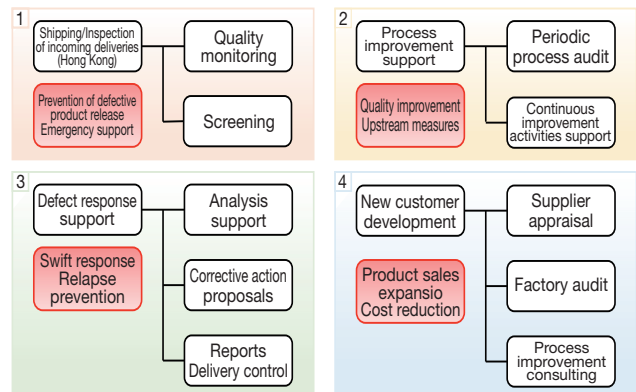 1
Shipping/Inspection
of incoming deliveries
(Hong Kong)
Quality
monitoring
Prevention of defective
product release
Emergency support
Screening
2
Process
improvement
support
Periodic
process audit
Quality improvement
Upstream measures
Continuous
improvement
activities support
3
Defect response
support
Analysis
support
Swift response
Relapse
prevention
Corrective action
proposals
Reports
Delivery control
4
New customer
development
Supplier
appraisal
Product sales
expansio
Cost reduction
Factory audit
Process
improvement
consulting